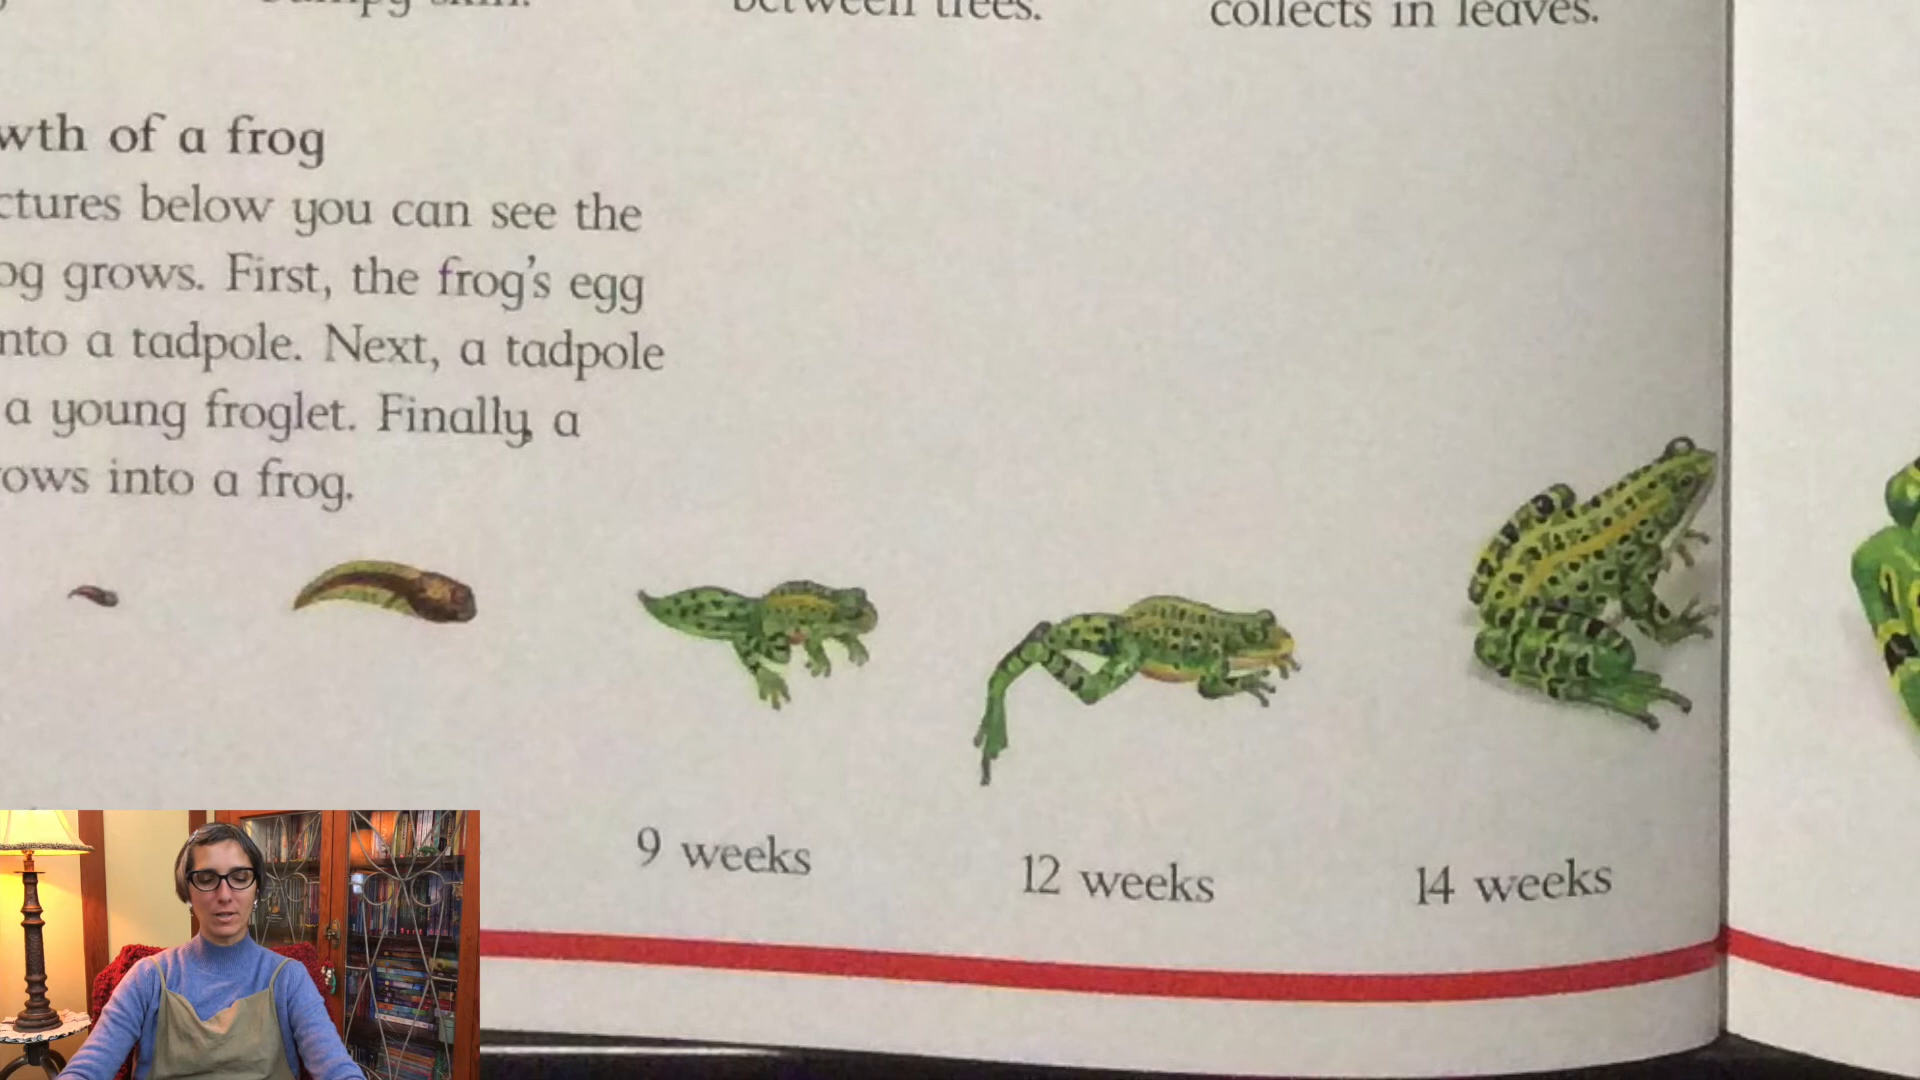 between trees.
collects in leaves.
wth of a frog
ctures below you can see the
og grows. First, the frog's egg
nto a tadpole. Next, a tadpole
a young froglet. Finally, a
ows into a frog.
9 weeks
12 weeks
14 weeks